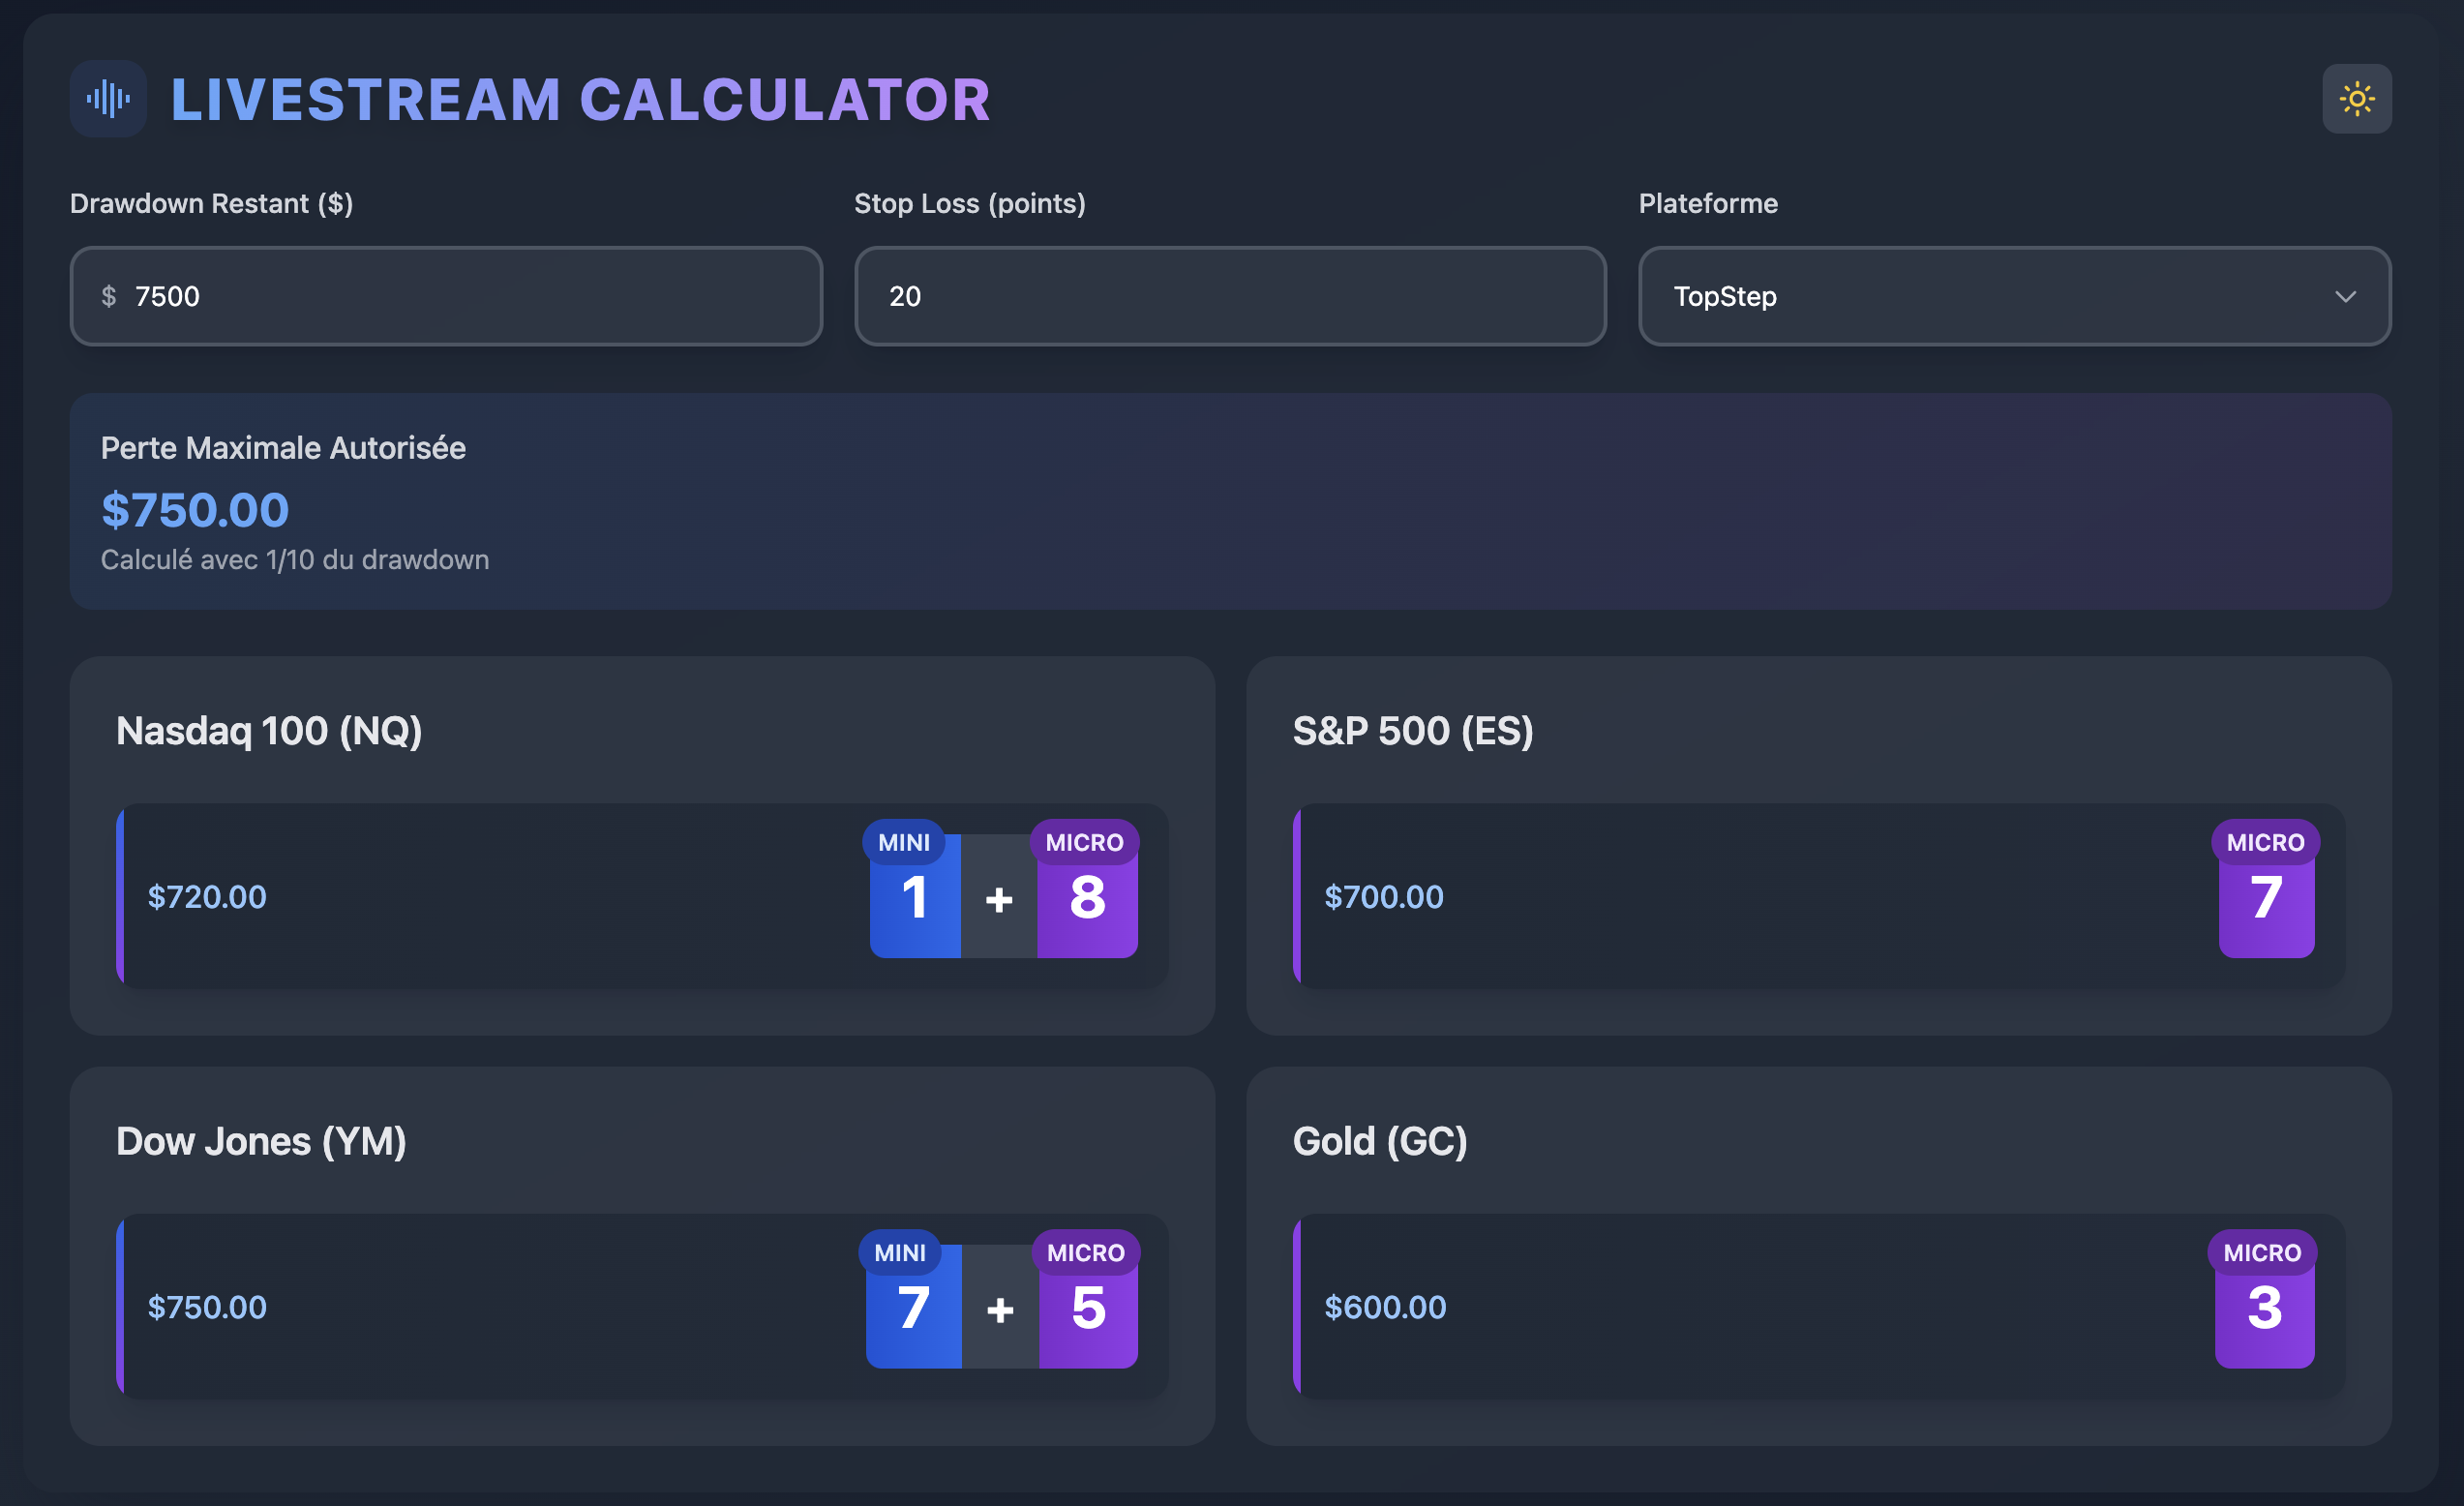 LIVESTREAM CALCULATOR
Drawdown Restant ($)
$ 7500
Stop Loss (points)
20
Plateforme
TopStep
Perte Maximale Autorisée
$750.00
Calculé avec 1/10 du drawdown
Nasdaq 100 (NQ)
$720.00
MINI
1
+
MICRO
8
S&P 500 (ES)
$700.00
MICRO
7
Dow Jones (YM)
$750.00
MINI
7
+
MICRO
5
Gold (GC)
$600.00
MICRO
3